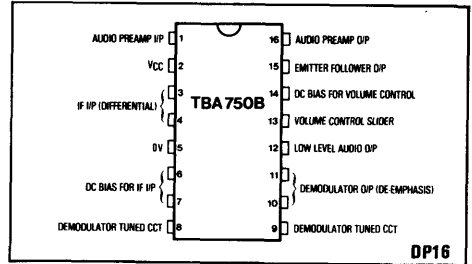 AUDIO PREAMP I/P 1
VCC 2
3
IF I/P (DIFFERENTIAL)
4
0V 5
6
DC BIAS FOR IF I/P
7
DEMODULATOR TUNED CCT 8
TBA750B
16 AUDIO PREAMP O/P
15 EMITTER FOLLOWER O/P
14 DC BIAS FOR VOLUME CONTROL
13 VOLUME CONTROL SLIDER
12 LOW LEVEL AUDIO O/P
11
DEMODULATOR O/P (DE-EMPHASIS)
10
9 DEMODULATOR TUNED CCT
DP16